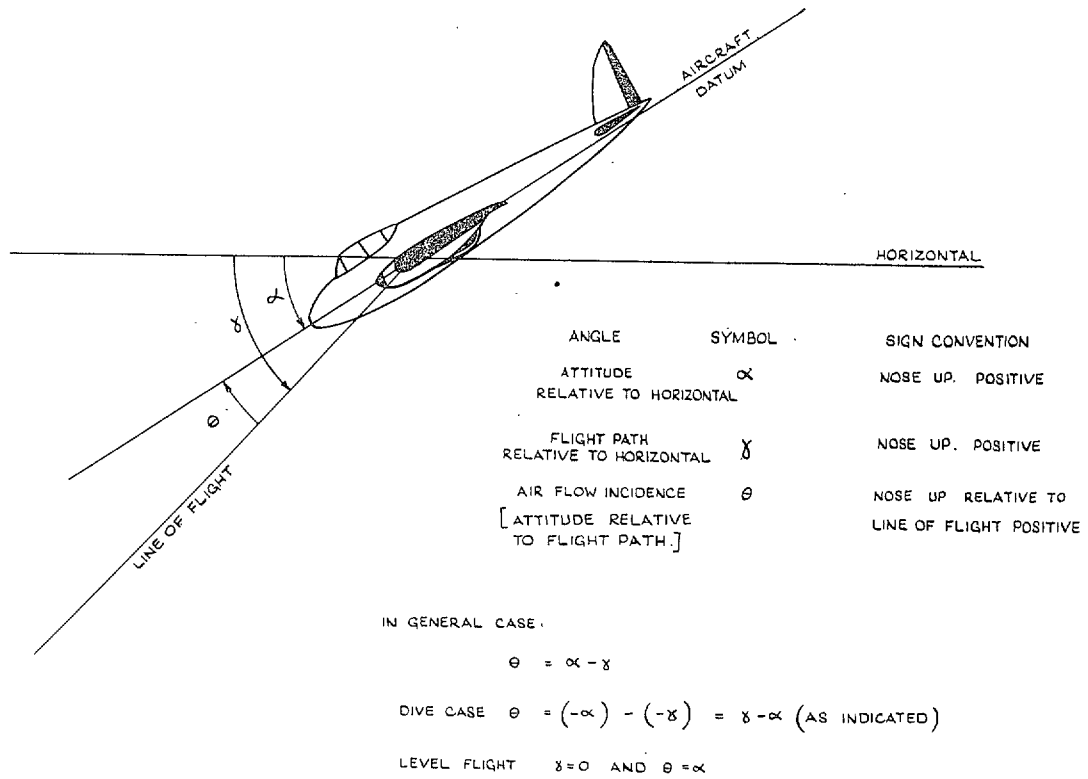 AIRCRAFT
DATUM
HORIZONTAL
α
γ
θ
LINE OF FLIGHT
ANGLE SYMBOL SIGN CONVENTION
ATTITUDE α NOSE UP. POSITIVE
RELATIVE TO HORIZONTAL
FLIGHT PATH
RELATIVE TO HORIZONTAL γ NOSE UP. POSITIVE
AIR FLOW INCIDENCE θ NOSE UP RELATIVE TO
[ATTITUDE RELATIVE LINE OF FLIGHT POSITIVE
TO FLIGHT PATH.]
IN GENERAL CASE.
θ = α - γ
DIVE CASE θ = (-α) - (-γ) = γ - α (AS INDICATED)
LEVEL FLIGHT γ = 0 AND θ = α